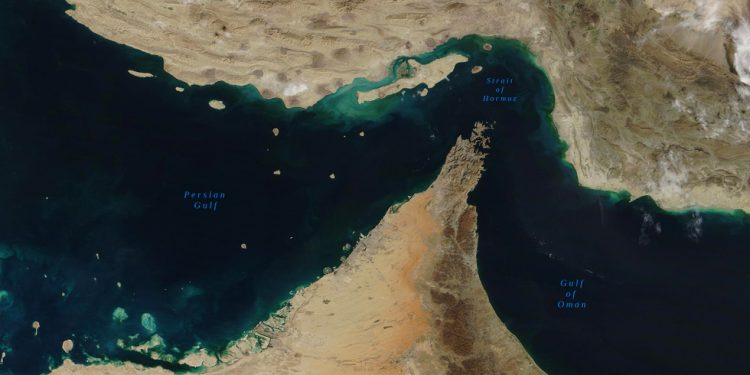 Strait
of
Hormuz
Persian
Gulf
Gulf
of
Oman